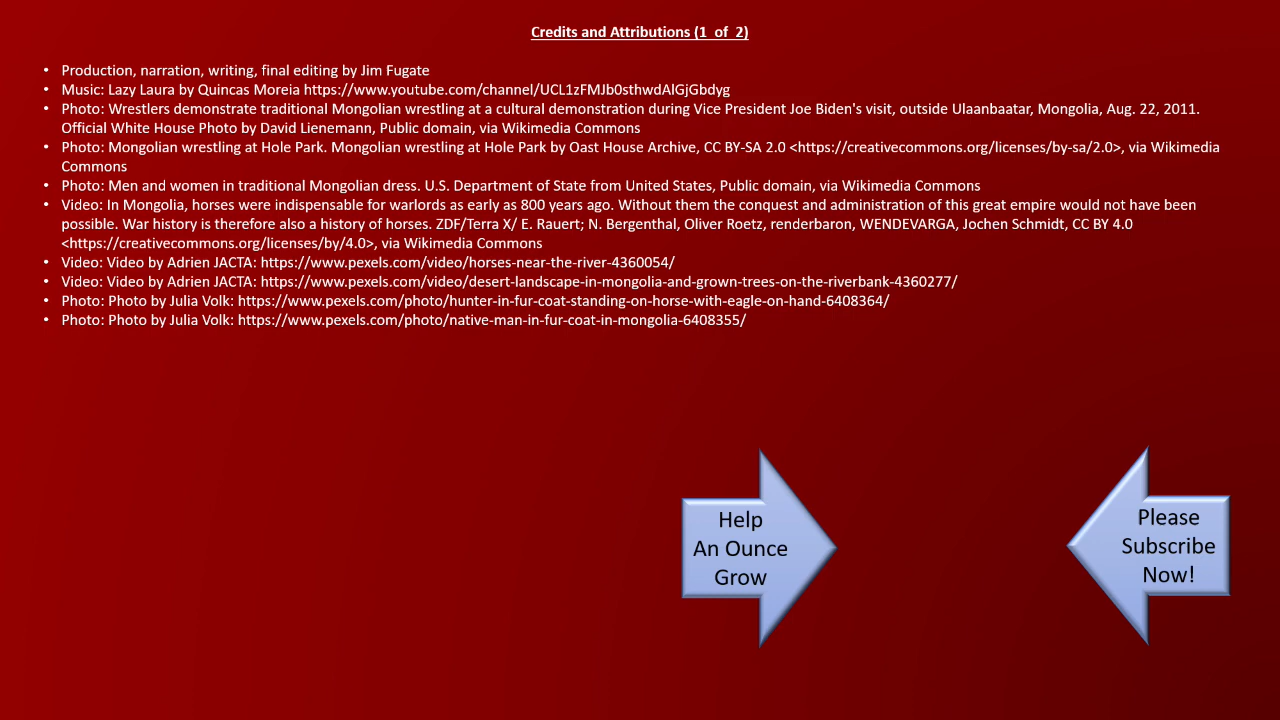 Credits and Attributions (1 of 2)
• Production, narration, writing, final editing by Jim Fugate
• Music: Lazy Laura by Quincas Moreia https://www.youtube.com/channel/UCL1zFMJb0sthwdAlGjGbdyg
• Photo: Wrestlers demonstrate traditional Mongolian wrestling at a cultural demonstration during Vice President Joe Biden's visit, outside Ulaanbaatar, Mongolia, Aug. 22, 2011.
Official White House Photo by David Lienemann, Public domain, via Wikimedia Commons
• Photo: Mongolian wrestling at Hole Park. Mongolian wrestling at Hole Park by Oast House Archive, CC BY-SA 2.0 <https://creativecommons.org/licenses/by-sa/2.0>, via Wikimedia
Commons
• Photo: Men and women in traditional Mongolian dress. U.S. Department of State from United States, Public domain, via Wikimedia Commons
• Video: In Mongolia, horses were indispensable for warlords as early as 800 years ago. Without them the conquest and administration of this great empire would not have been
possible. War history is therefore also a history of horses. ZDF/Terra X/ E. Rauert; N. Bergenthal, Oliver Roetz, renderbaron, WENDEVARGA, Jochen Schmidt, CC BY 4.0
<https://creativecommons.org/licenses/by/4.0>, via Wikimedia Commons
• Video: Video by Adrien JACTA: https://www.pexels.com/video/horses-near-the-river-4360054/
• Video: Video by Adrien JACTA: https://www.pexels.com/video/desert-landscape-in-mongolia-and-grown-trees-on-the-riverbank-4360277/
• Photo: Photo by Julia Volk: https://www.pexels.com/photo/hunter-in-fur-coat-standing-on-horse-with-eagle-on-hand-6408364/
• Photo: Photo by Julia Volk: https://www.pexels.com/photo/native-man-in-fur-coat-in-mongolia-6408355/
Help
An Ounce
Grow
Please
Subscribe
Now!